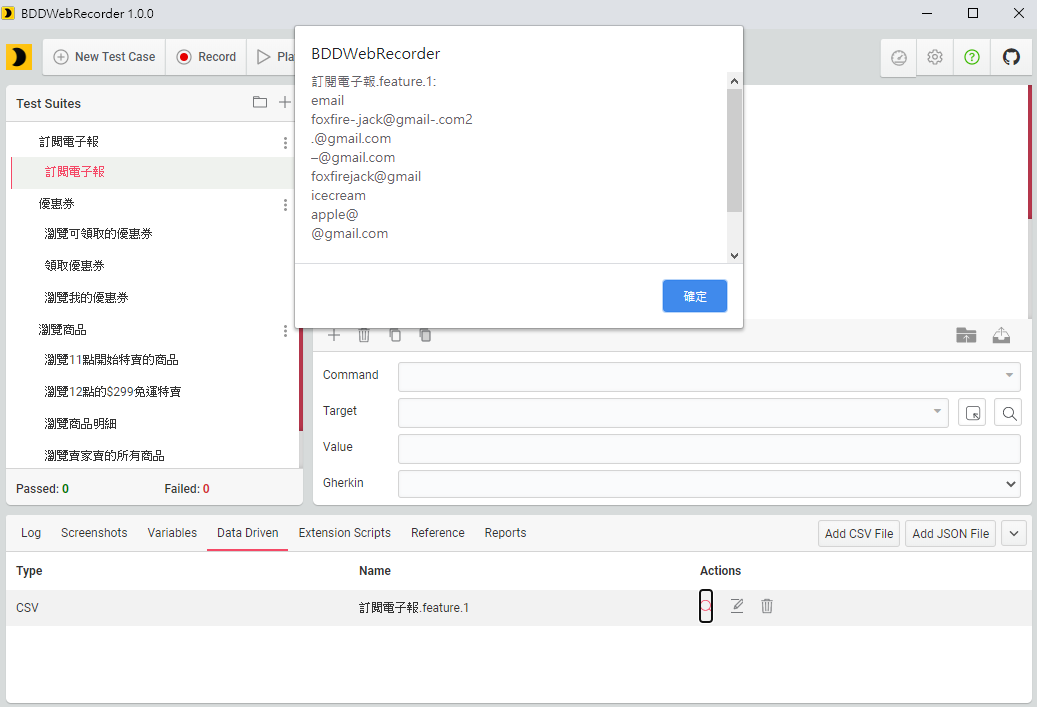 BDDWebRecorder 1.0.0
New Test Case
Record
Pla
BDDWebRecorder
訂閱電子報.feature.1:
email
foxfire-.jack@gmail-.com2
.@gmail.com
–@gmail.com
foxfirejack@gmail
icecream
apple@
@gmail.com
確定
Test Suites
訂閱電子報
訂閱電子報
優惠券
瀏覽可領取的優惠券
領取優惠券
瀏覽我的優惠券
瀏覽商品
瀏覽11點開始特賣的商品
瀏覽12點的$299免運特賣
瀏覽商品明細
瀏覽賣家賣的所有商品
Passed: 0
Failed: 0
Command
Target
Value
Gherkin
Log
Screenshots
Variables
Data Driven
Extension Scripts
Reference
Reports
Add CSV File
Add JSON File
Type
Name
Actions
CSV
訂閱電子報.feature.1